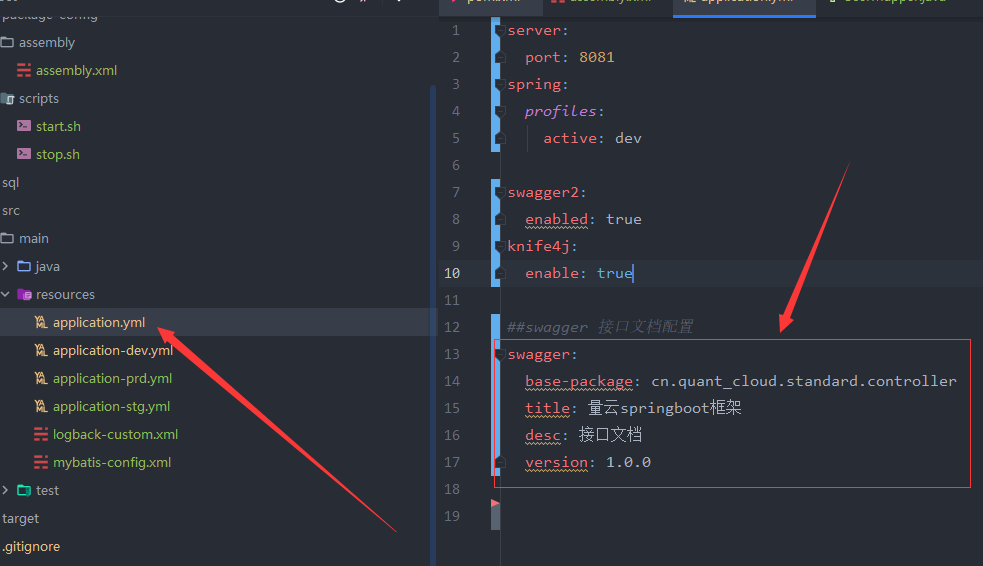 package-config
assembly
assembly.xml
scripts
start.sh
stop.sh
sql
src
main
java
resources
application.yml
application-dev.yml
application-prd.yml
application-stg.yml
logback-custom.xml
mybatis-config.xml
test
target
.gitignore
1 server:
2 port: 8081
3 spring:
4 profiles:
5 active: dev
6
7 swagger2:
8 enabled: true
9 knife4j:
10 enable: true
11
12 ##swagger 接口文档配置
13 swagger:
14 base-package: cn.quant_cloud.standard.controller
15 title: 量云springboot框架
16 desc: 接口文档
17 version: 1.0.0
18
19